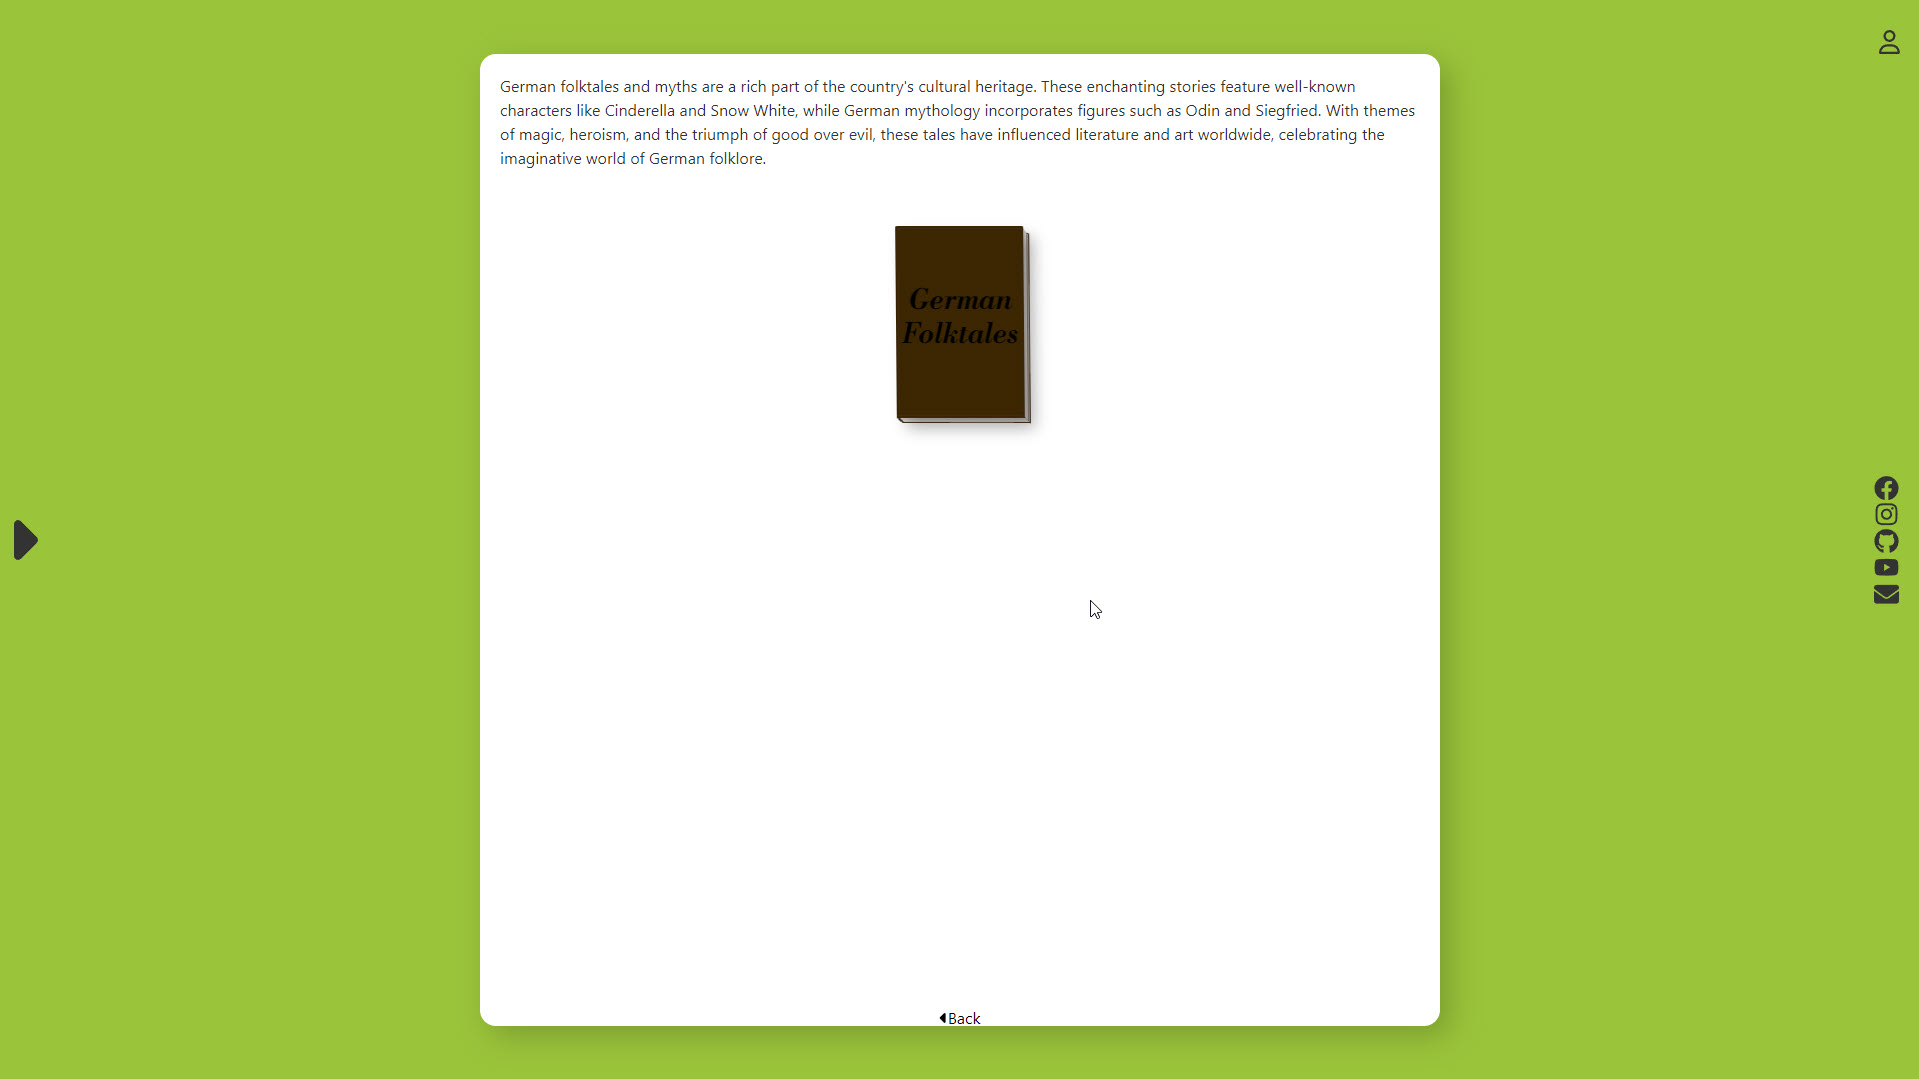 German folktales and myths are a rich part of the country's cultural heritage. These enchanting stories feature well-known
characters like Cinderella and Snow White, while German mythology incorporates figures such as Odin and Siegfried. With themes
of magic, heroism, and the triumph of good over evil, these tales have influenced literature and art worldwide, celebrating the
imaginative world of German folklore.
German
Folktales
Back